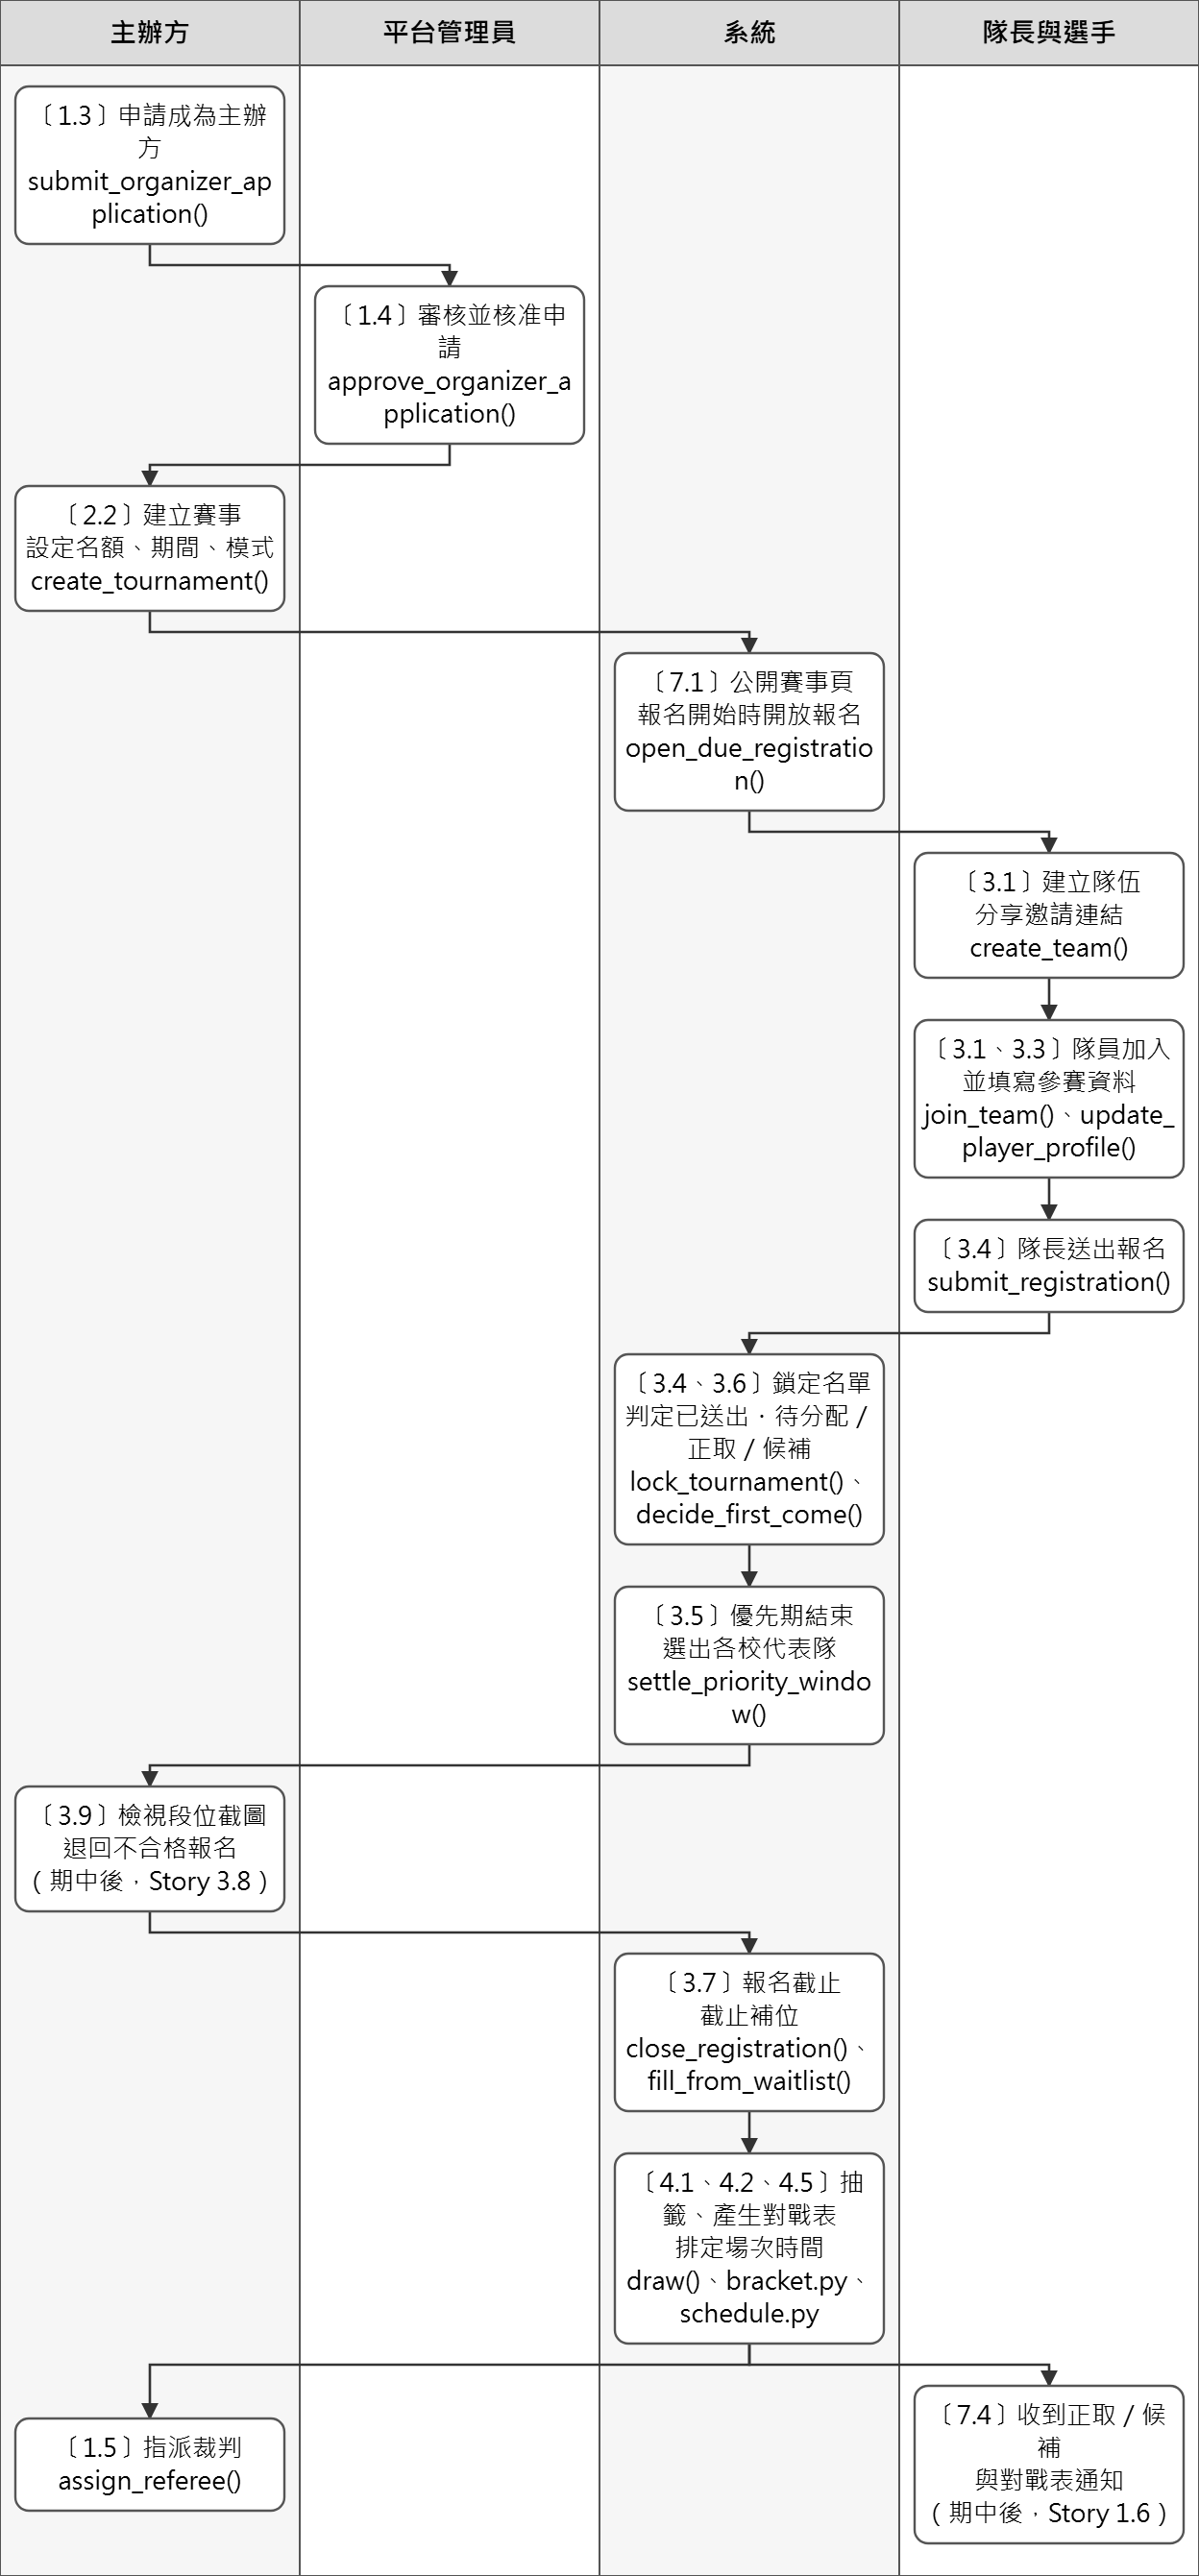 主辦方
平台管理員
系統
隊長與選手
〔1.3〕申請成為主辦
方
submit_organizer_ap
plication()
〔1.4〕審核並核准申
請
approve_organizer_a
pplication()
〔2.2〕建立賽事
設定名額、期間、模式
create_tournament()
〔7.1〕公開賽事頁
報名開始時開放報名
open_due_registratio
n()
〔3.1〕建立隊伍
分享邀請連結
create_team()
〔3.1、3.3〕隊員加入
並填寫參賽資料
join_team()、update_
player_profile()
〔3.4〕隊長送出報名
submit_registration()
〔3.4、3.6〕鎖定名單
判定已送出．待分配 /
正取 / 候補
lock_tournament()、
decide_first_come()
〔3.5〕優先期結束
選出各校代表隊
settle_priority_windo
w()
〔3.9〕檢視段位截圖
退回不合格報名
（期中後，Story 3.8）
〔3.7〕報名截止
截止補位
close_registration()、
fill_from_waitlist()
〔4.1、4.2、4.5〕抽
籤、產生對戰表
排定場次時間
draw()、bracket.py、
schedule.py
〔1.5〕指派裁判
assign_referee()
〔7.4〕收到正取 / 候
補
與對戰表通知
（期中後，Story 1.6）